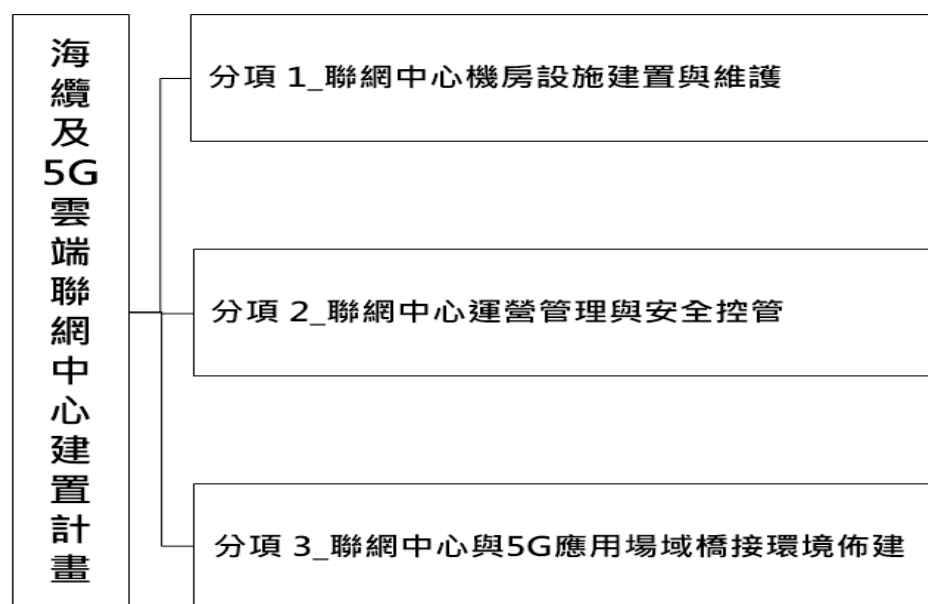 海纜及5G雲端聯網中心建置計畫
分項 1_聯網中心機房設施建置與維護
分項 2_聯網中心運營管理與安全控管
分項 3_聯網中心與5G應用場域橋接環境佈建